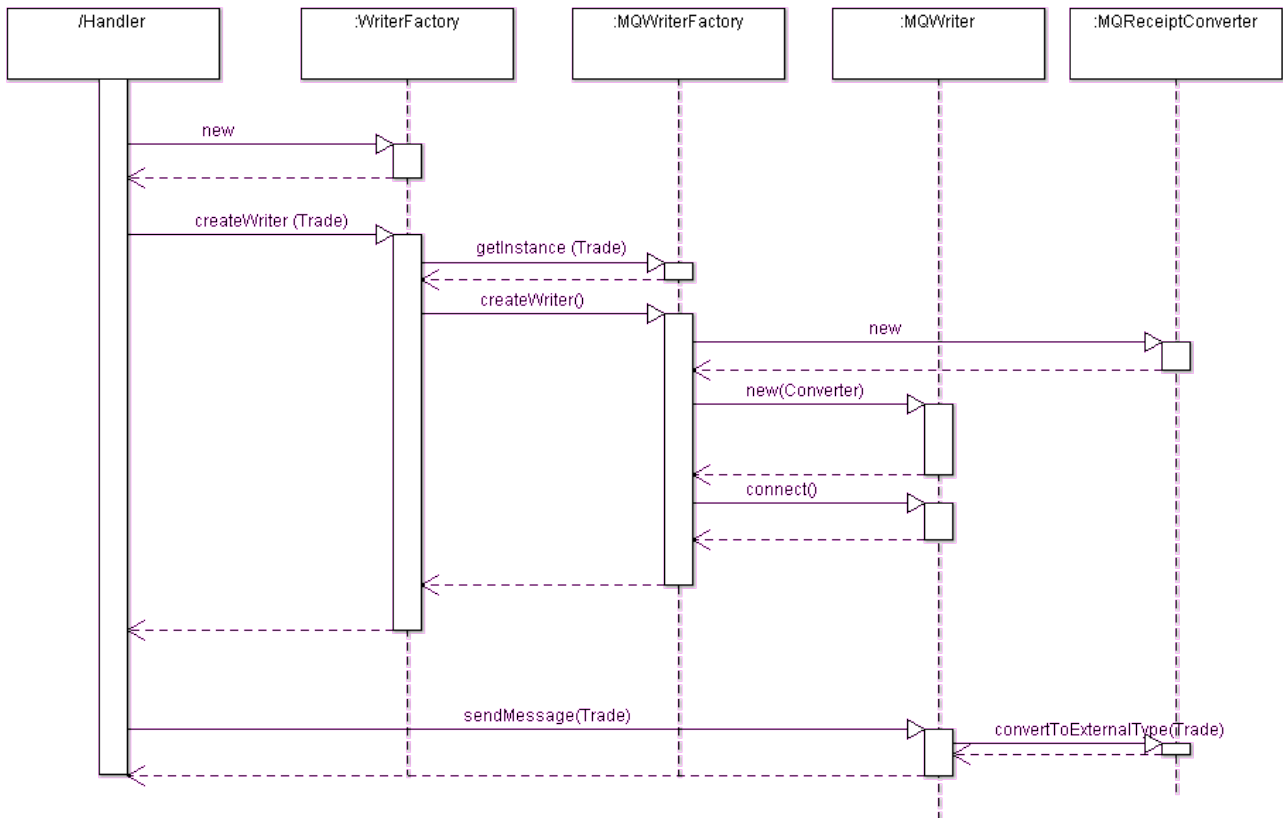 /Handler
:WriterFactory
:MQWriterFactory
:MQWriter
:MQReceiptConverter
new
createWriter (Trade)
getInstance (Trade)
createWriter()
new
new(Converter)
connect()
sendMessage(Trade)
convertToExternalType(Trade)